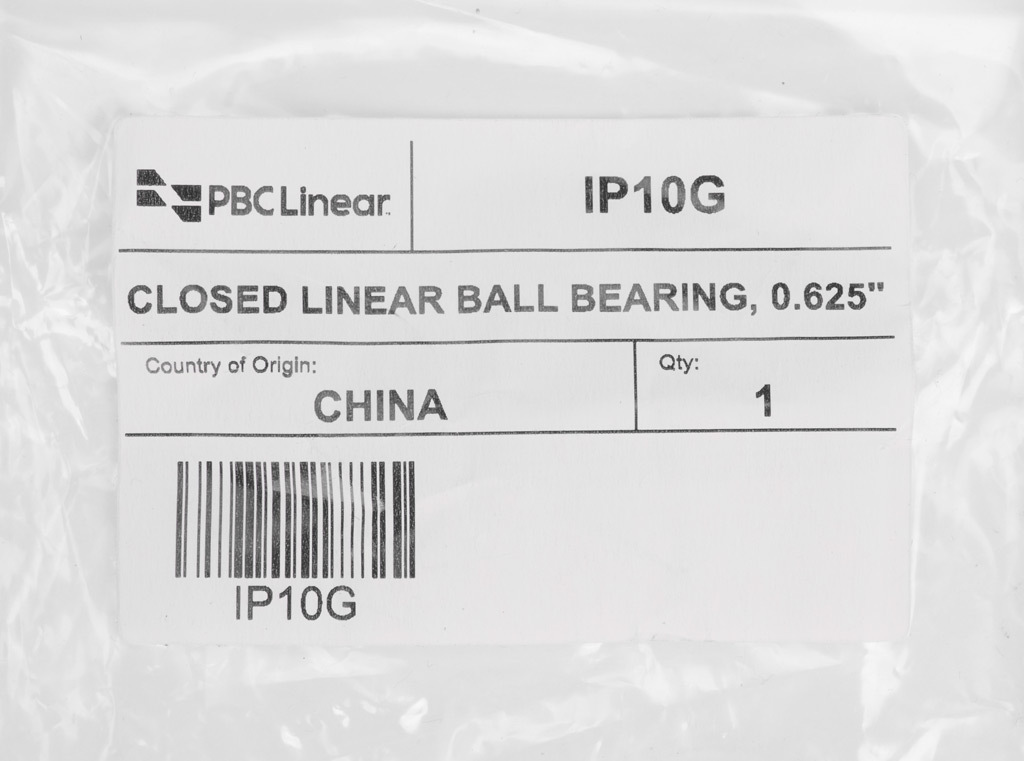 PBC Linear
IP10G
CLOSED LINEAR BALL BEARING, 0.625"
Country of Origin:
CHINA
Qty:
1
IP10G